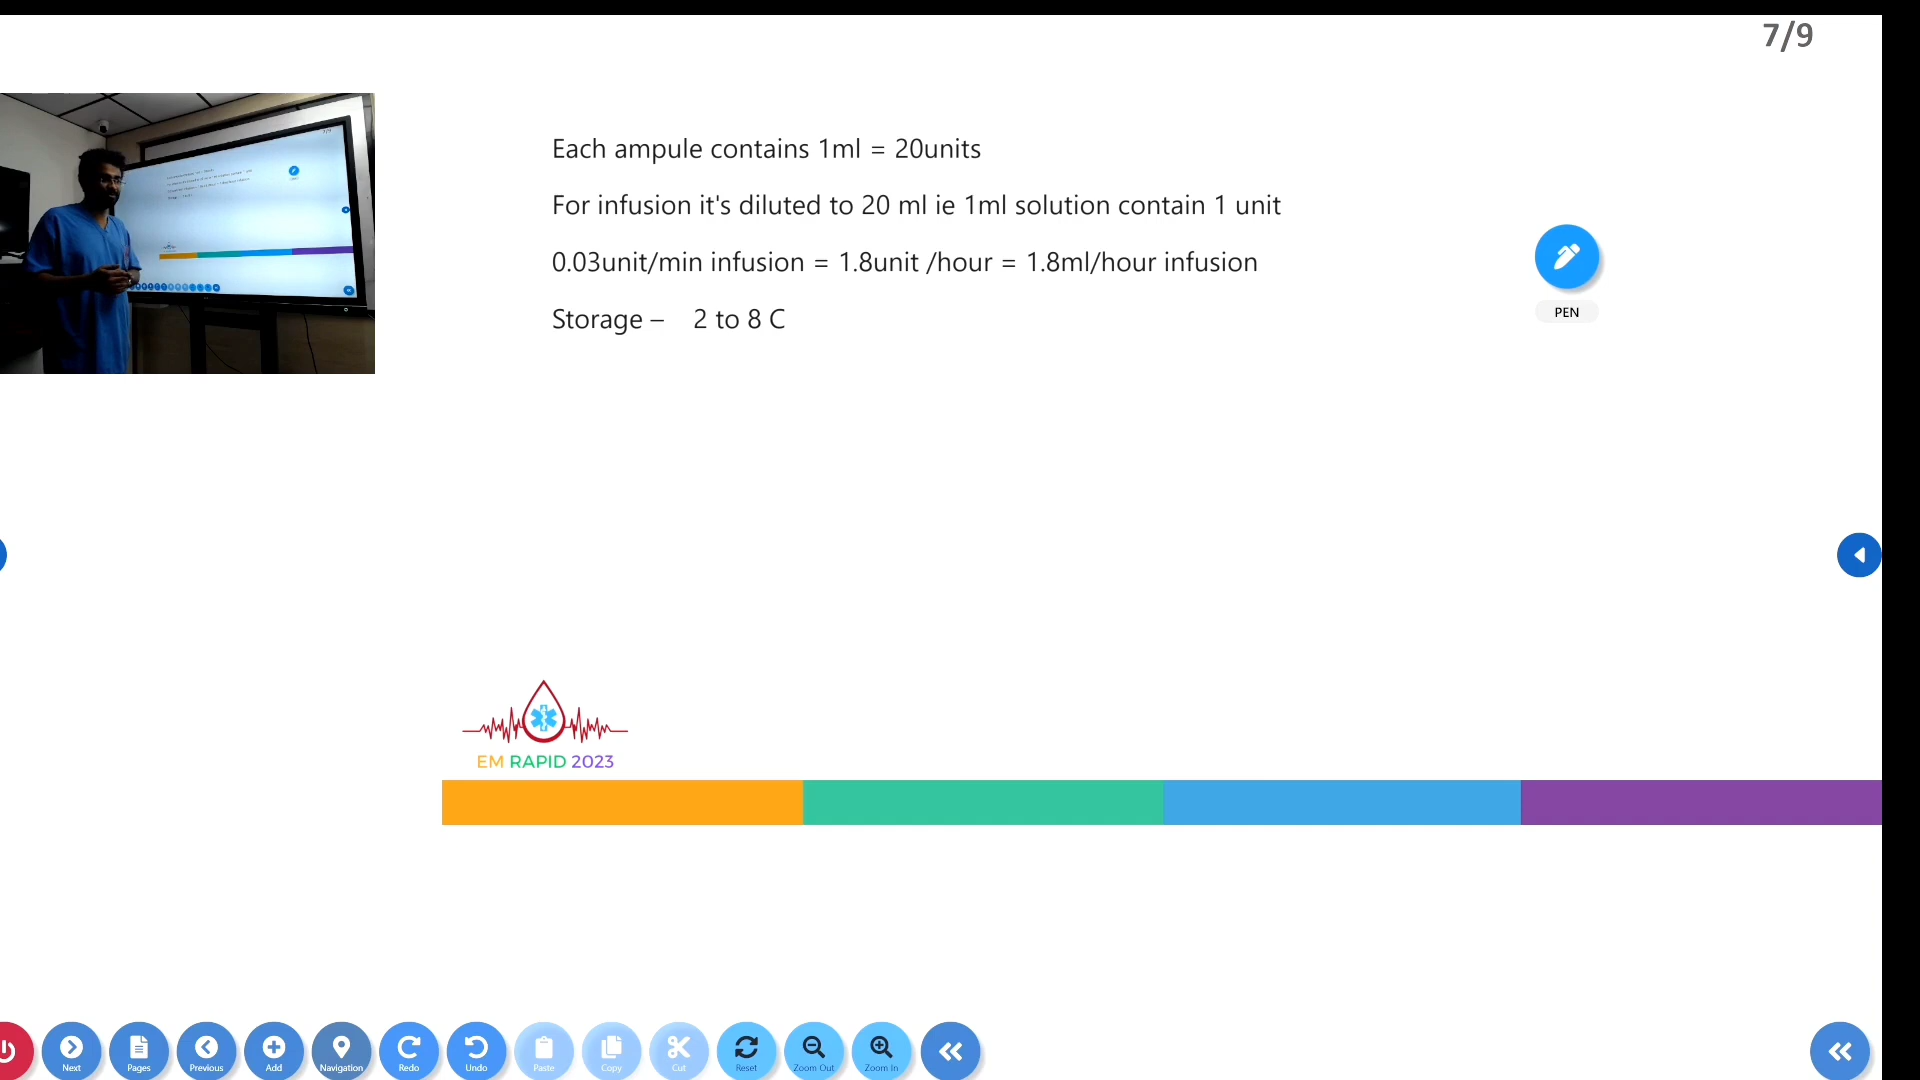 7/9
Each ampule contains 1ml = 20units
For infusion it's diluted to 20 ml ie 1ml solution contain 1 unit
0.03unit/min infusion = 1.8unit /hour = 1.8ml/hour infusion
Storage – 2 to 8 C
PEN
EM RAPID 2023
Next
Pages
Previous
Add
Navigation
Redo
Undo
Paste
Copy
Cut
Reset
Zoom Out
Zoom In